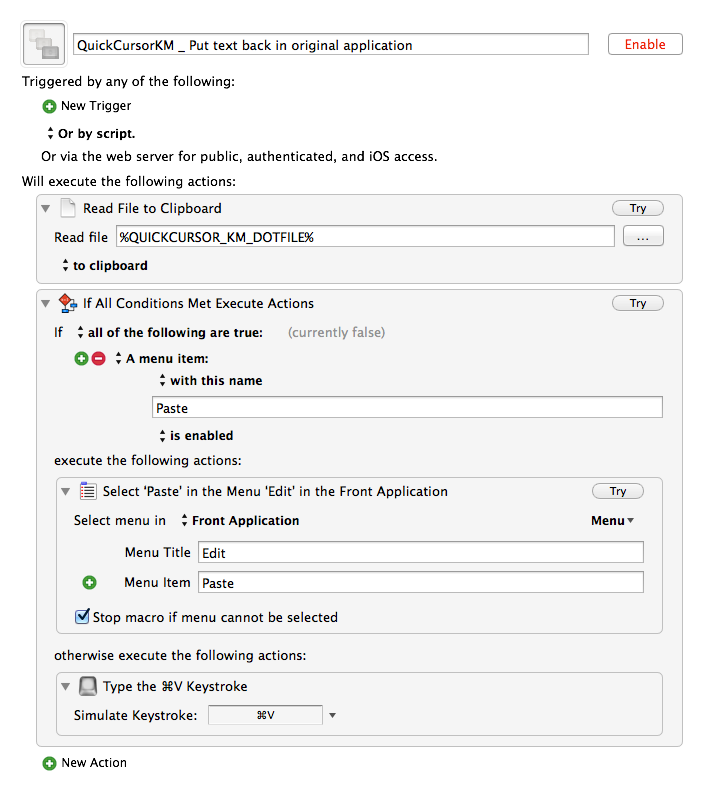 QuickCursorKM _ Put text back in original application
Enable
Triggered by any of the following:
New Trigger
Or by script.
Or via the web server for public, authenticated, and iOS access.
Will execute the following actions:
Read File to Clipboard
Try
Read file %QUICKCURSOR_KM_DOTFILE% ...
to clipboard
If All Conditions Met Execute Actions
Try
If all of the following are true: (currently false)
A menu item:
with this name
Paste
is enabled
execute the following actions:
Select ‘Paste’ in the Menu ‘Edit’ in the Front Application
Try
Select menu in Front Application Menu
Menu Title Edit
Menu Item Paste
Stop macro if menu cannot be selected
otherwise execute the following actions:
Type the ⌘V Keystroke
Simulate Keystroke: ⌘V
New Action